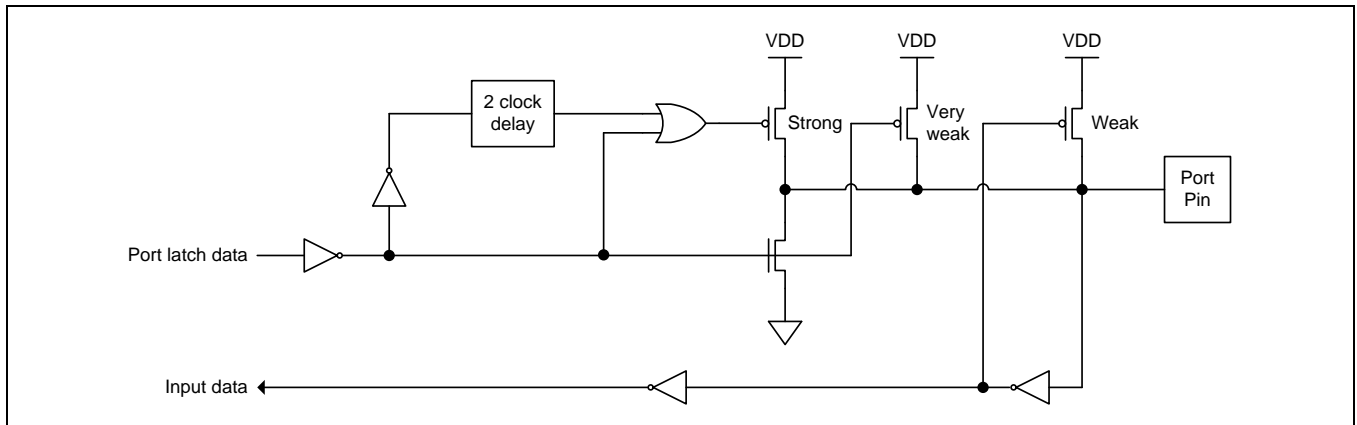 VDD
VDD
VDD
2 clock
delay
Strong
Very
weak
Weak
Port
Pin
Port latch data
Input data